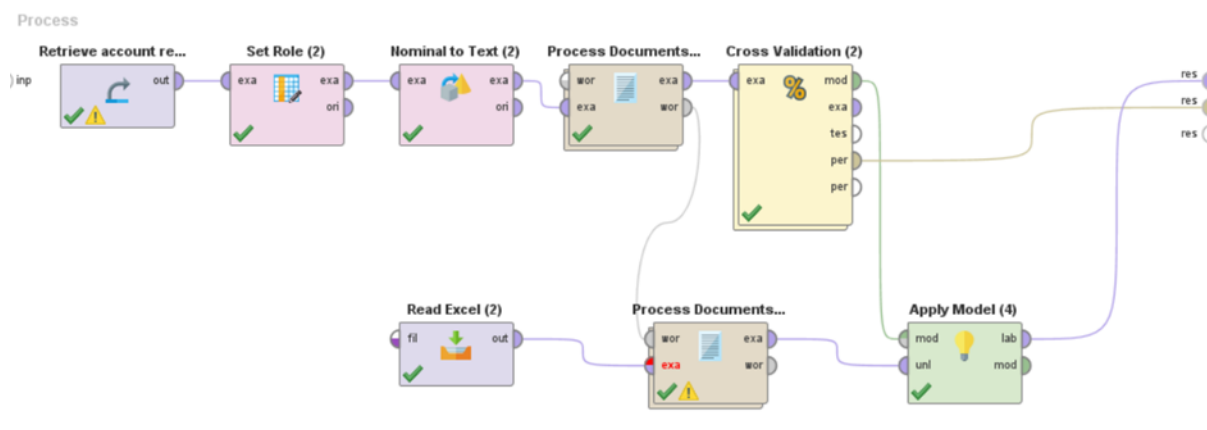 Process
Retrieve account re...
Set Role (2)
Nominal to Text (2)
Process Documents...
Cross Validation (2)
inp
out
exa
exa
ori
exa
exa
ori
wor
exa
exa
wor
exa
mod
exa
tes
per
per
res
res
res
Read Excel (2)
Process Documents...
Apply Model (4)
fil
out
wor
exa
exa
wor
mod
lab
unl
mod